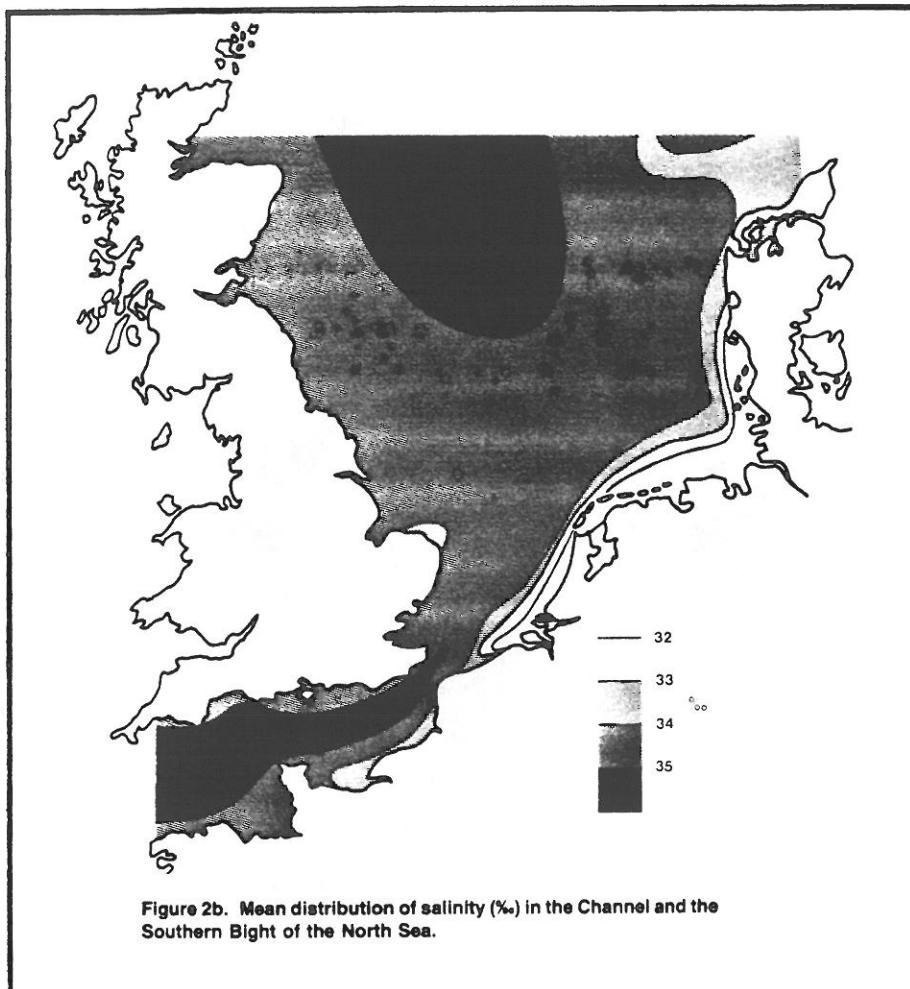 32
33
34
35
Figure 2b. Mean distribution of salinity (‰) in the Channel and the
Southern Bight of the North Sea.